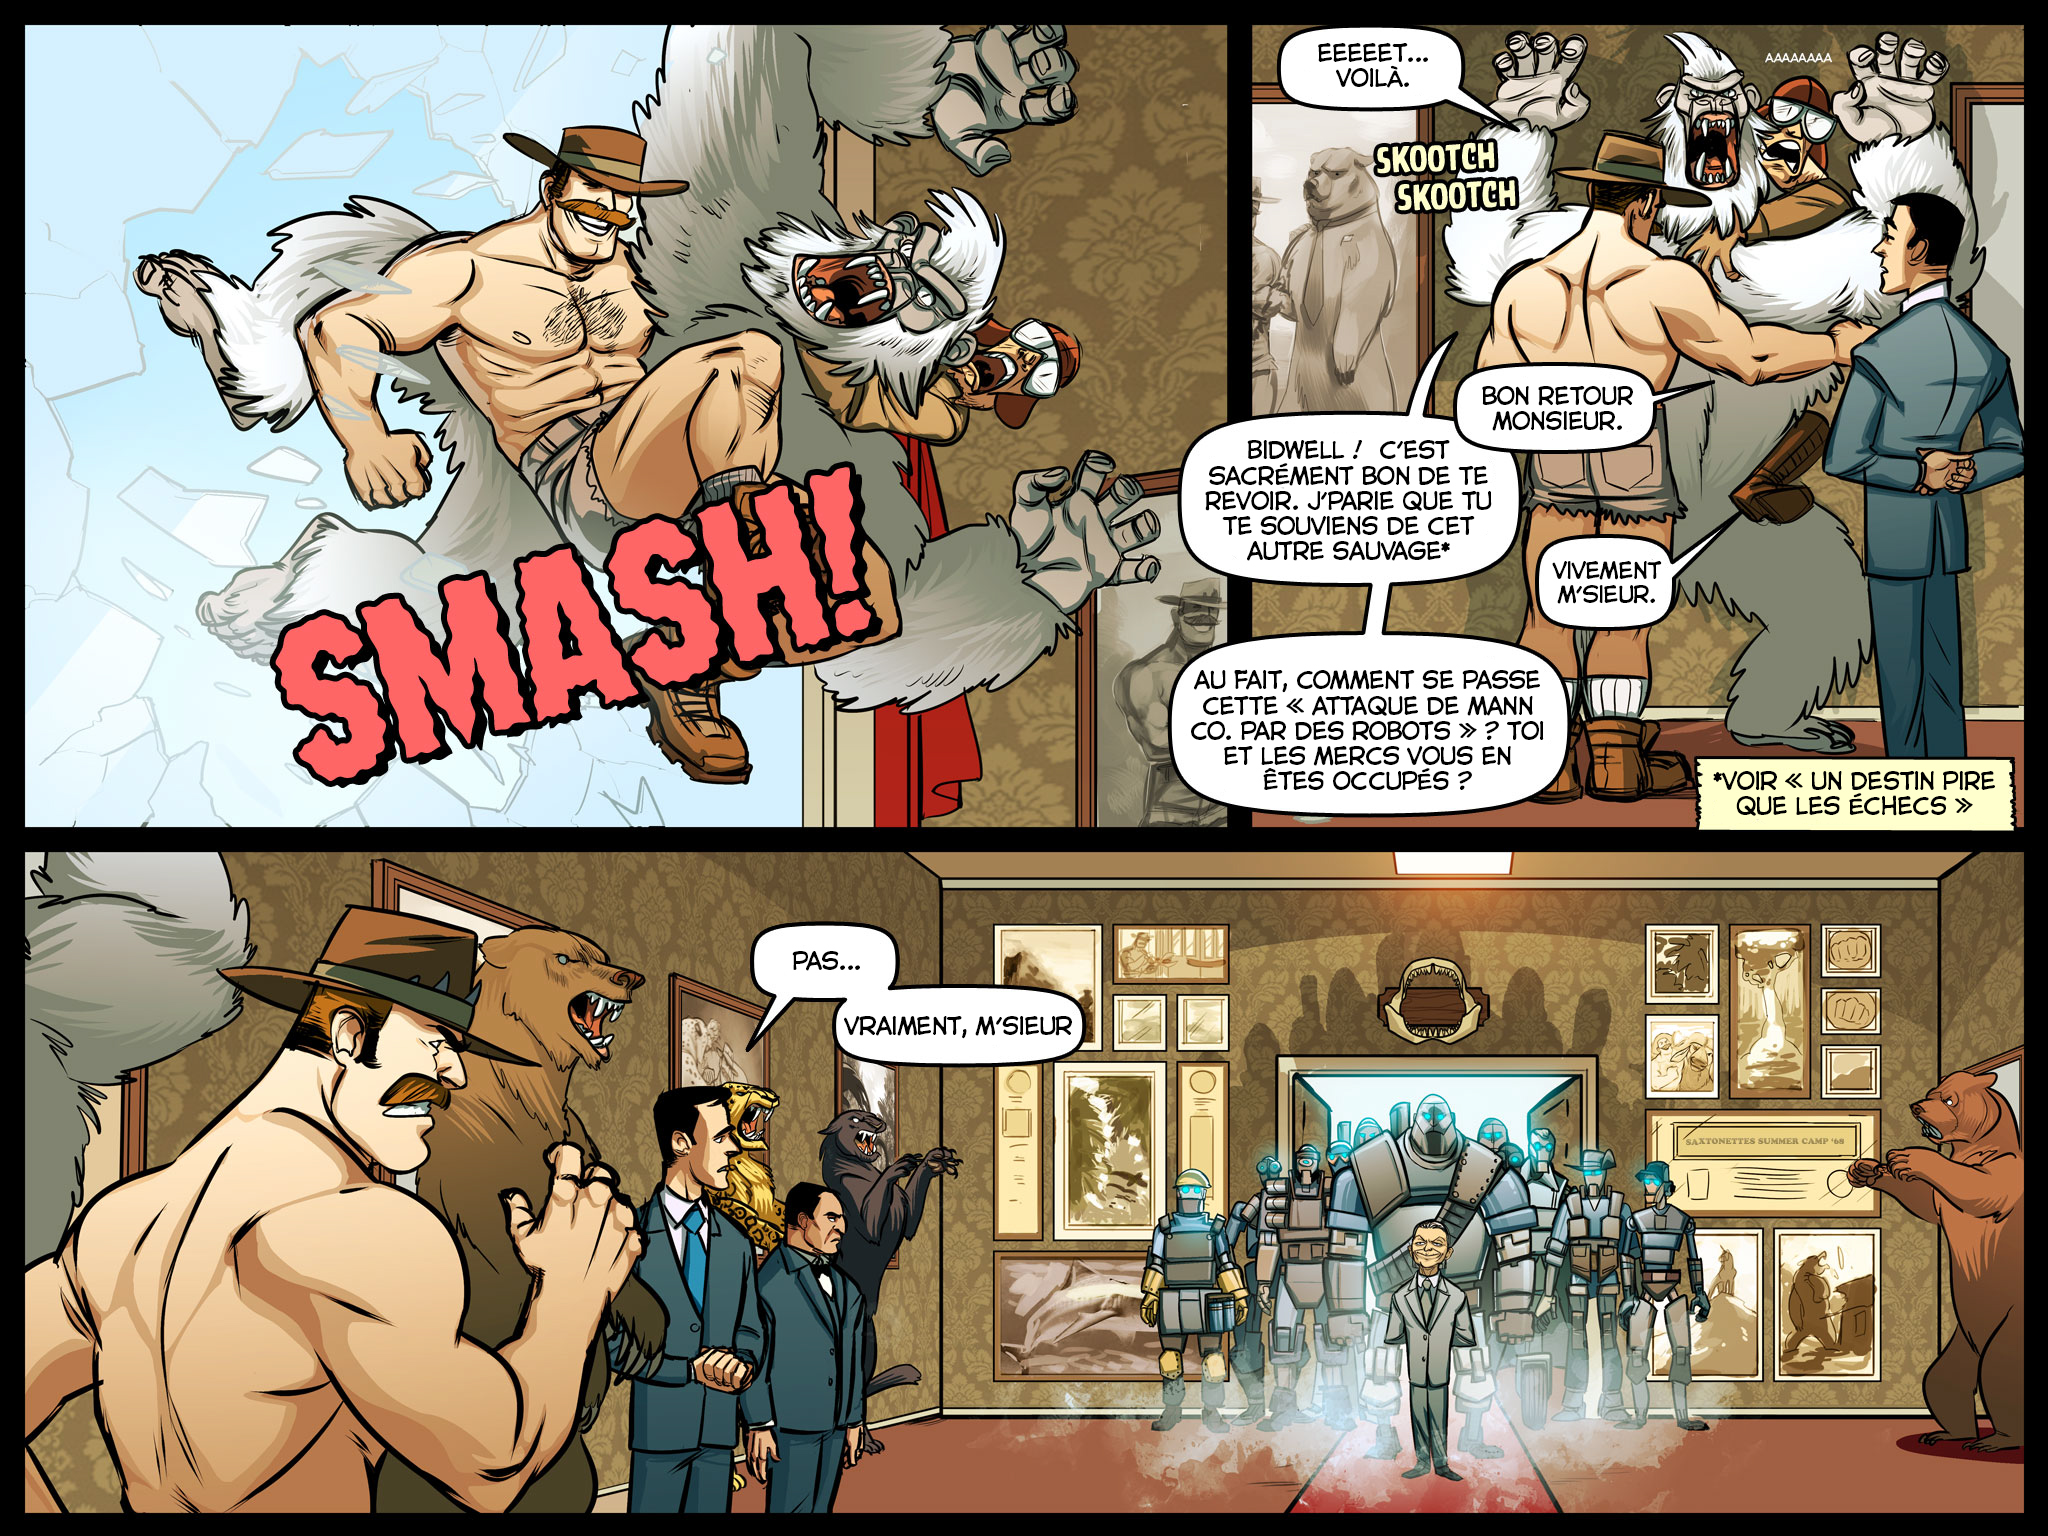 SMASH!
EEEEET...
VOILÀ.
AAAAAAAA
SKOOTCH
SKOOTCH
BON RETOUR
MONSIEUR.
BIDWELL ! C'EST
SACRÉMENT BON DE TE
REVOIR. J'PARIE QUE TU
TE SOUVIENS DE CET
AUTRE SAUVAGE*
VIVEMENT
M'SIEUR.
AU FAIT, COMMENT SE PASSE
CETTE « ATTAQUE DE MANN
CO. PAR DES ROBOTS » ? TOI
ET LES MERCS VOUS EN
ÊTES OCCUPÉS ?
*VOIR « UN DESTIN PIRE
QUE LES ÉCHECS »
PAS...
VRAIMENT, M'SIEUR
SAXTONETTES SUMMER CAMP '68